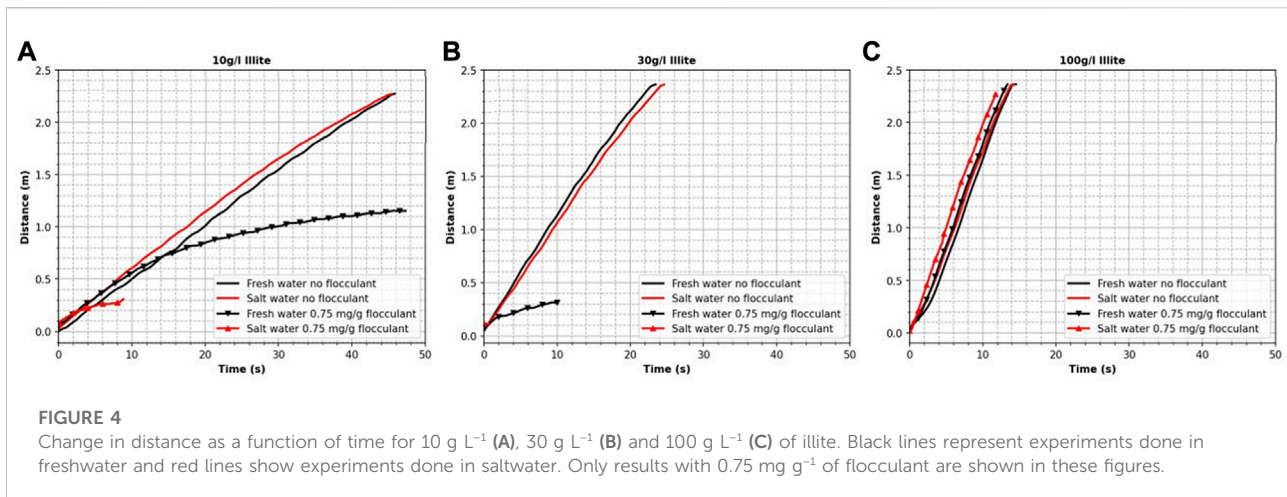 A
10g/l Illite
2.5
2.0
1.5
1.0
0.5
0.0
Distance (m)
Fresh water no flocculant
Salt water no flocculant
Fresh water 0.75 mg/g flocculant
Salt water 0.75 mg/g flocculant
0 10 20 30 40 50
Time (s)
B
30g/l Illite
2.5
2.0
1.5
1.0
0.5
0.0
Distance (m)
Fresh water no flocculant
Salt water no flocculant
Fresh water 0.75 mg/g flocculant
Salt water 0.75 mg/g flocculant
0 10 20 30 40 50
Time (s)
C
100g/l Illite
2.5
2.0
1.5
1.0
0.5
0.0
Distance (m)
Fresh water no flocculant
Salt water no flocculant
Fresh water 0.75 mg/g flocculant
Salt water 0.75 mg/g flocculant
0 10 20 30 40 50
Time (s)
FIGURE 4
Change in distance as a function of time for 10 g L⁻¹ (A), 30 g L⁻¹ (B) and 100 g L⁻¹ (C) of illite. Black lines represent experiments done in
freshwater and red lines show experiments done in saltwater. Only results with 0.75 mg g⁻¹ of flocculant are shown in these figures.